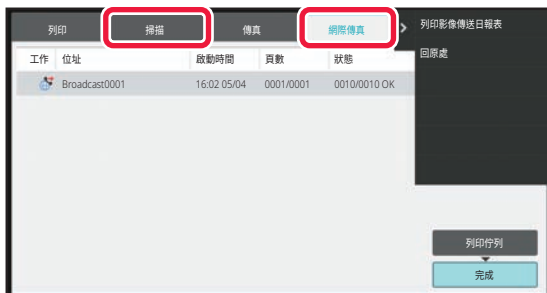 列印 掃描 傳真 網際傳真 列印影像傳送日報表
工作 位址 啟動時間 頁數 狀態 回原處
Broadcast0001 16:02 05/04 0001/0001 0010/0010 OK
列印佇列
完成